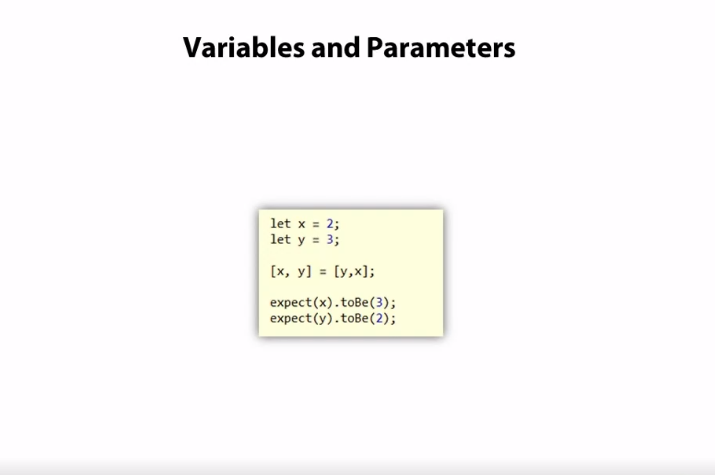 Variables and Parameters
let x = 2;
let y = 3;
[x, y] = [y,x];
expect(x).toBe(3);
expect(y).toBe(2);